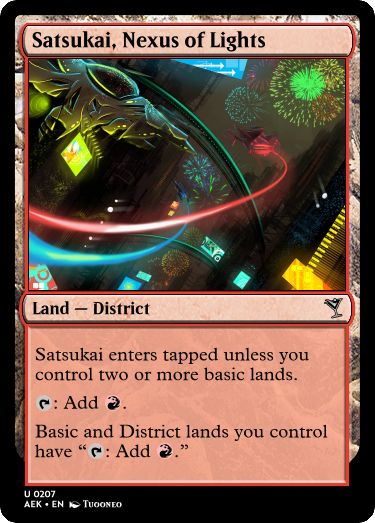 Satsukai, Nexus of Lights
Land — District
Satsukai enters tapped unless you
control two or more basic lands.
: Add .
Basic and District lands you control
have “: Add .”
U 0207
AEK • EN Tuooneo